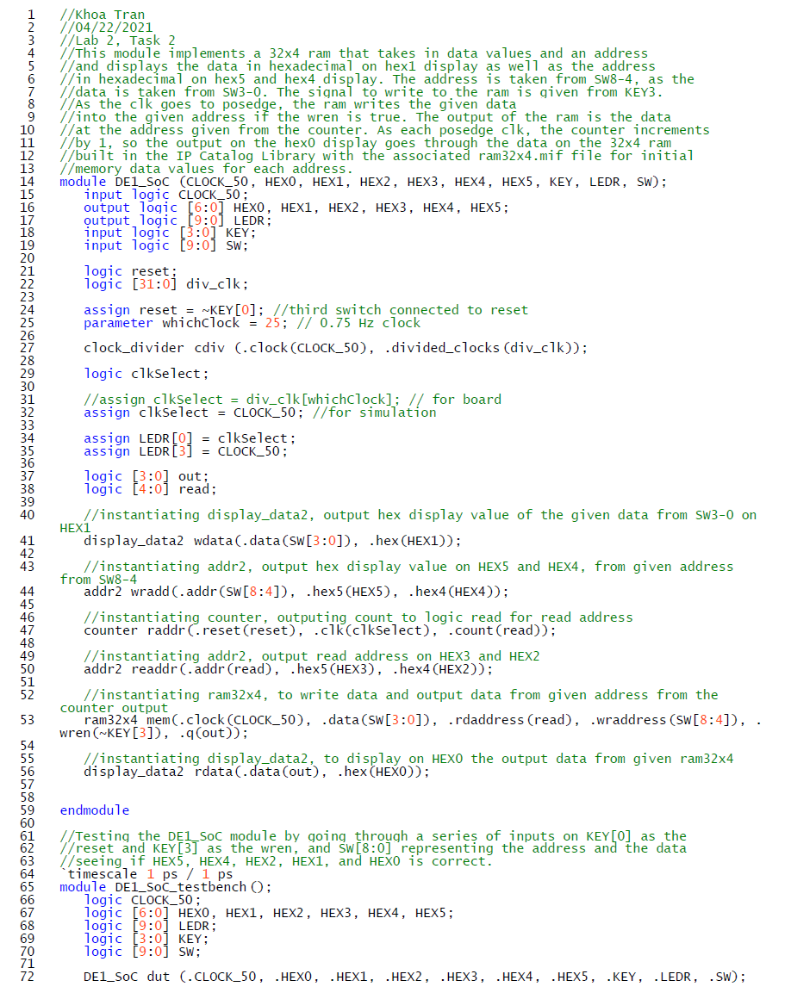 1 //Khoa Tran
2 //04/22/2021
3 //Lab 2, Task 2
4 //This module implements a 32x4 ram that takes in data values and an address
5 //and displays the data in hexadecimal on hex1 display as well as the address
6 //in hexadecimal on hex5 and hex4 display. The address is taken from SW8-4, as the
7 //data is taken from SW3-0. The signal to write to the ram is given from KEY3.
8 //As the clk goes to posedge, the ram writes the given data
9 //into the given address if the wren is true. The output of the ram is the data
10 //at the address given from the counter. As each posedge clk, the counter increments
11 //by 1, so the output on the hex0 display goes through the data on the 32x4 ram
12 //built in the IP Catalog Library with the associated ram32x4.mif file for initial
13 //memory data values for each address.
14 module DE1_SoC (CLOCK_50, HEX0, HEX1, HEX2, HEX3, HEX4, HEX5, KEY, LEDR, SW);
15 input logic CLOCK_50;
16 output logic [6:0] HEX0, HEX1, HEX2, HEX3, HEX4, HEX5;
17 output logic [9:0] LEDR;
18 input logic [3:0] KEY;
19 input logic [9:0] SW;
20
21 logic reset;
22 logic [31:0] div_clk;
23
24 assign reset = ~KEY[0]; //third switch connected to reset
25 parameter whichClock = 25; // 0.75 Hz clock
26
27 clock_divider cdiv (.clock(CLOCK_50), .divided_clocks(div_clk));
28
29 logic clkSelect;
30
31 //assign clkSelect = div_clk[whichClock]; // for board
32 assign clkSelect = CLOCK_50; //for simulation
33
34 assign LEDR[0] = clkSelect;
35 assign LEDR[3] = CLOCK_50;
36
37 logic [3:0] out;
38 logic [4:0] read;
39
40 //instantiating display_data2, output hex display value of the given data from SW3-0 on
HEX1
41 display_data2 wdata(.data(SW[3:0]), .hex(HEX1));
42
43 //instantiating addr2, output hex display value on HEX5 and HEX4, from given address
from SW8-4
44 addr2 wradd(.addr(SW[8:4]), .hex5(HEX5), .hex4(HEX4));
45
46 //instantiating counter, outputing count to logic read for read address
47 counter raddr(.reset(reset), .clk(clkSelect), .count(read));
48
49 //instantiating addr2, output read address on HEX3 and HEX2
50 addr2 readdr(.addr(read), .hex5(HEX3), .hex4(HEX2));
51
52 //instantiating ram32x4, to write data and output data from given address from the
counter output
53 ram32x4 mem(.clock(CLOCK_50), .data(SW[3:0]), .rdaddress(read), .wraddress(SW[8:4]), .
wren(~KEY[3]), .q(out));
54
55 //instantiating display_data2, to display on HEX0 the output data from given ram32x4
56 display_data2 rdata(.data(out), .hex(HEX0));
57
58
59 endmodule
60
61 //Testing the DE1_SoC module by going through a series of inputs on KEY[0] as the
62 //reset and KEY[3] as the wren, and SW[8:0] representing the address and the data
63 //seeing if HEX5, HEX4, HEX2, HEX1, and HEX0 is correct.
64 `timescale 1 ps / 1 ps
65 module DE1_SoC_testbench();
66 logic CLOCK_50;
67 logic [6:0] HEX0, HEX1, HEX2, HEX3, HEX4, HEX5;
68 logic [9:0] LEDR;
69 logic [3:0] KEY;
70 logic [9:0] SW;
71
72 DE1_SoC dut (.CLOCK_50, .HEX0, .HEX1, .HEX2, .HEX3, .HEX4, .HEX5, .KEY, .LEDR, .SW);